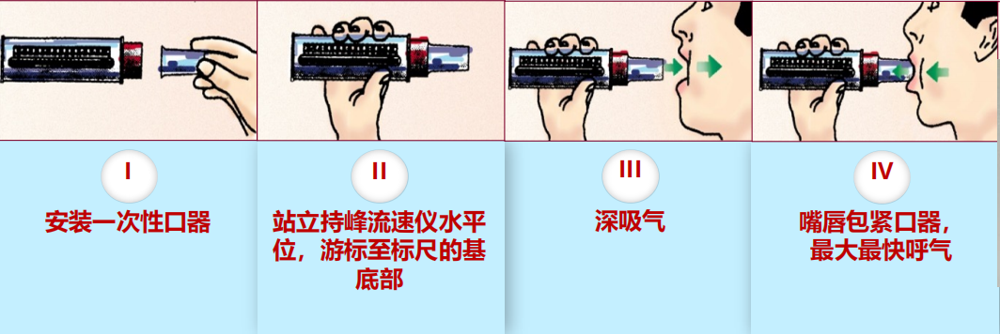 I
安装一次性口器
II
站立持峰流速仪水平
位，游标至标尺的基
底部
III
深吸气
IV
嘴唇包紧口器，
最大最快呼气